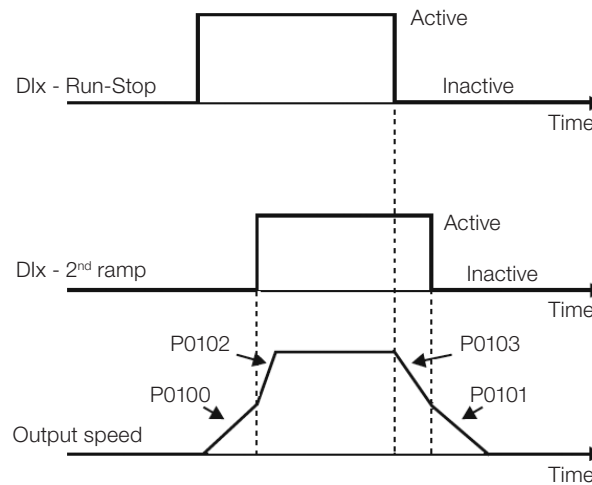 Active
DIx - Run-Stop
Inactive
Time
Active
DIx - 2nd ramp
Inactive
Time
P0102
P0103
P0100
P0101
Output speed
Time